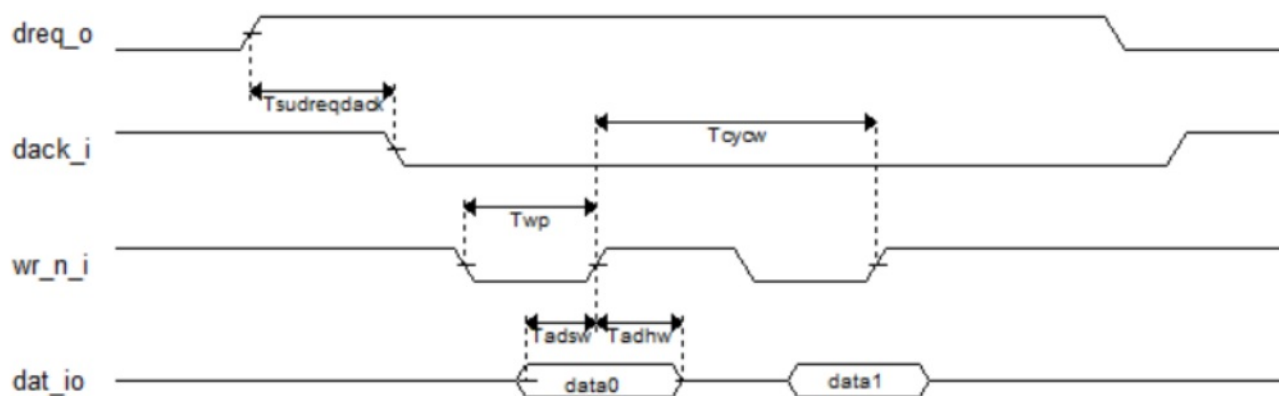 dreq_o
Tsudreqdack
dack_i
Tcycw
Twp
wr_n_i
Tadsw
Tadhw
dat_io
data0
data1